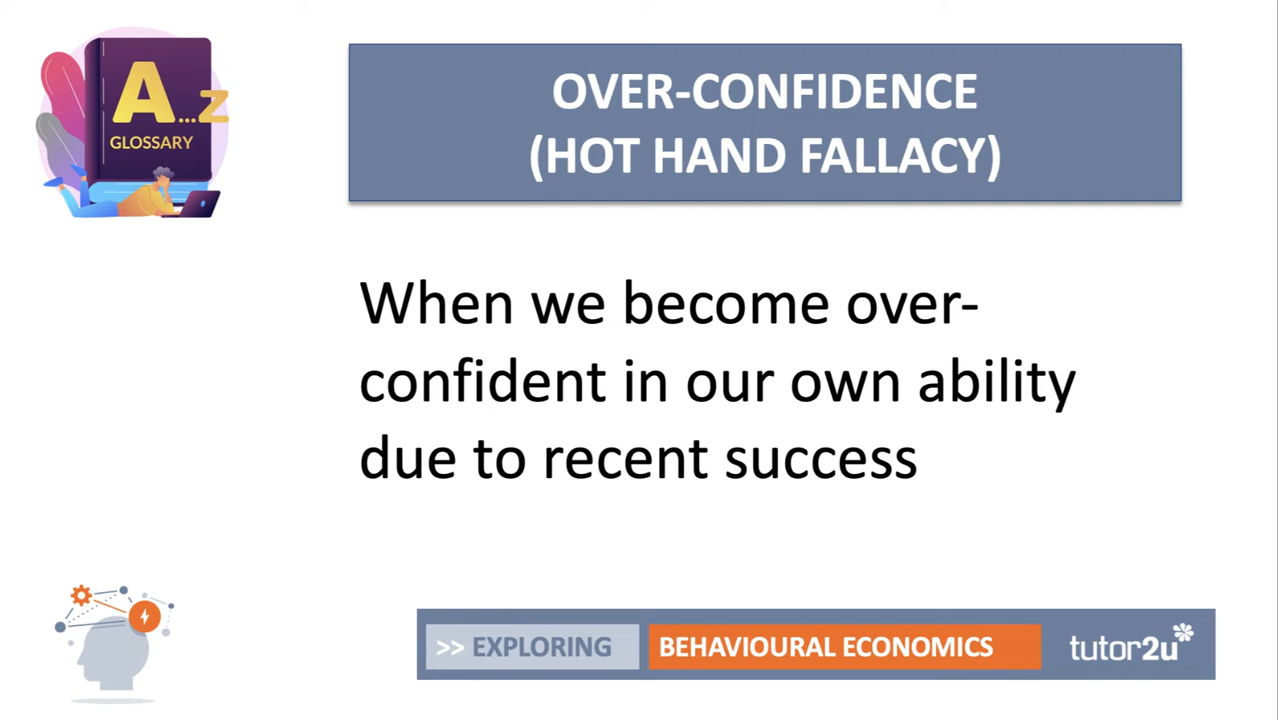 A...Z
GLOSSARY
OVER-CONFIDENCE
(HOT HAND FALLACY)
When we become over-
confident in our own ability
due to recent success
>> EXPLORING
BEHAVIOURAL ECONOMICS
tutor2u